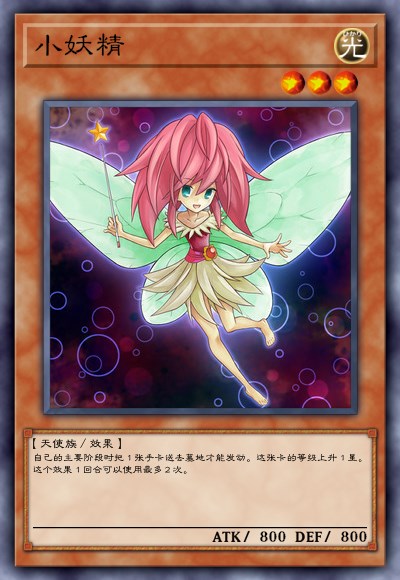 小妖精
光
【天使族／效果】
自己的主要阶段时把1张手卡送去墓地才能发动。这张卡的等级上升1星。
这个效果1回合可以使用最多2次。
ATK/ 800 DEF/ 800